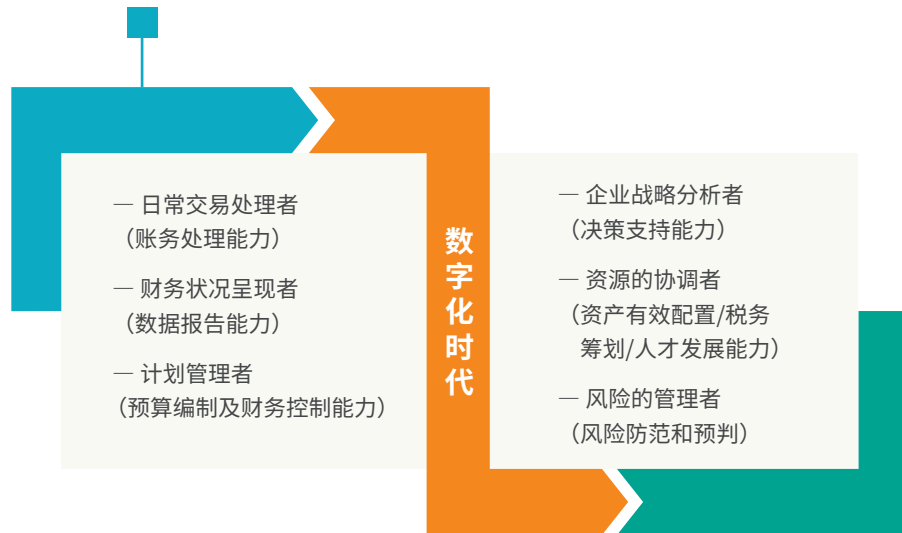 — 日常交易处理者
（账务处理能力）
— 财务状况呈现者
（数据报告能力）
— 计划管理者
（预算编制及财务控制能力）
数字化时代
— 企业战略分析者
（决策支持能力）
— 资源的协调者
（资产有效配置/税务
筹划/人才发展能力）
— 风险的管理者
（风险防范和预判）